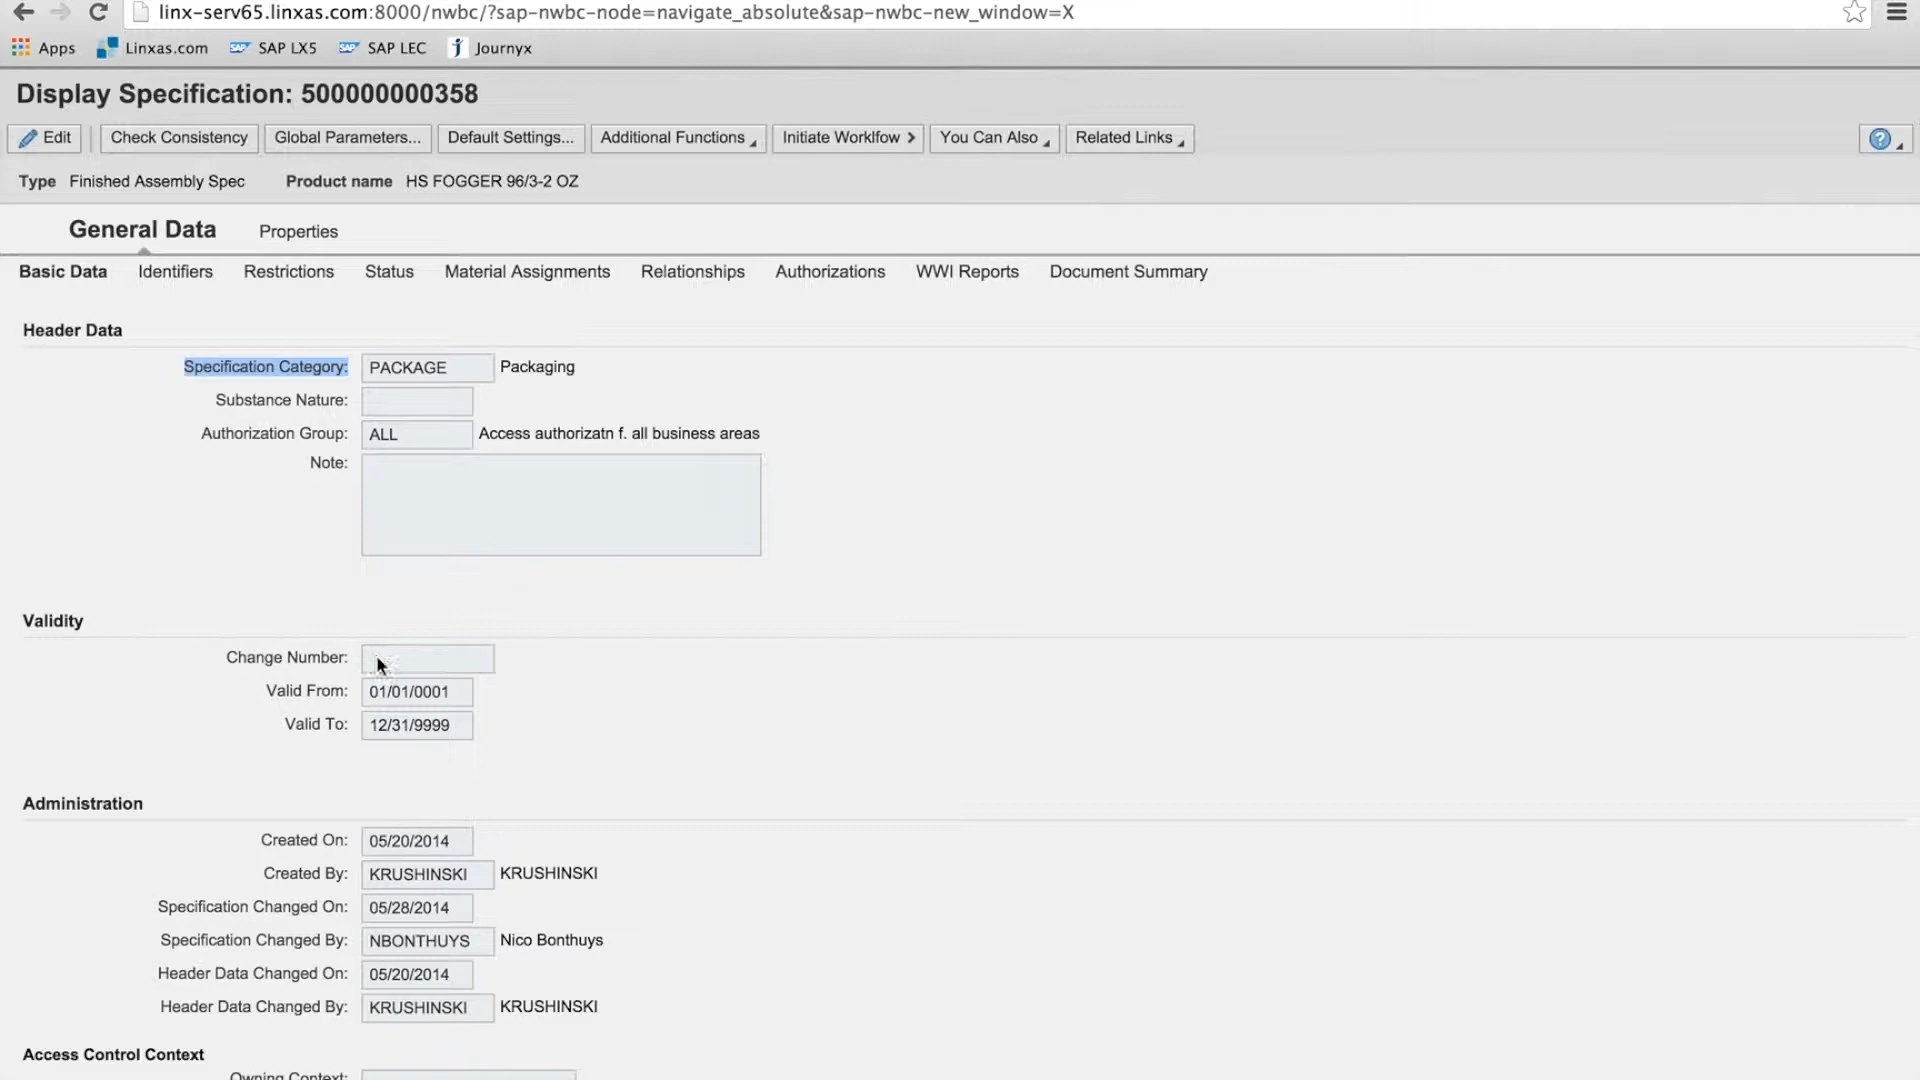 linx-serv65.linxas.com:8000/nwbc/?sap-nwbc-node=navigate_absolute&sap-nwbc-new_window=X
Apps Linxas.com SAP SAP LX5 SAP SAP LEC j Journyx
Display Specification: 500000000358
Edit Check Consistency Global Parameters... Default Settings... Additional Functions Initiate Worklfow You Can Also Related Links ?
Type Finished Assembly Spec Product name HS FOGGER 96/3-2 OZ
General Data Properties
Basic Data Identifiers Restrictions Status Material Assignments Relationships Authorizations WWI Reports Document Summary
Header Data
Specification Category: PACKAGE Packaging
Substance Nature:
Authorization Group: ALL Access authorizatn f. all business areas
Note:
Validity
Change Number:
Valid From: 01/01/0001
Valid To: 12/31/9999
Administration
Created On: 05/20/2014
Created By: KRUSHINSKI KRUSHINSKI
Specification Changed On: 05/28/2014
Specification Changed By: NBONTHUYS Nico Bonthuys
Header Data Changed On: 05/20/2014
Header Data Changed By: KRUSHINSKI KRUSHINSKI
Access Control Context
Owning Context: